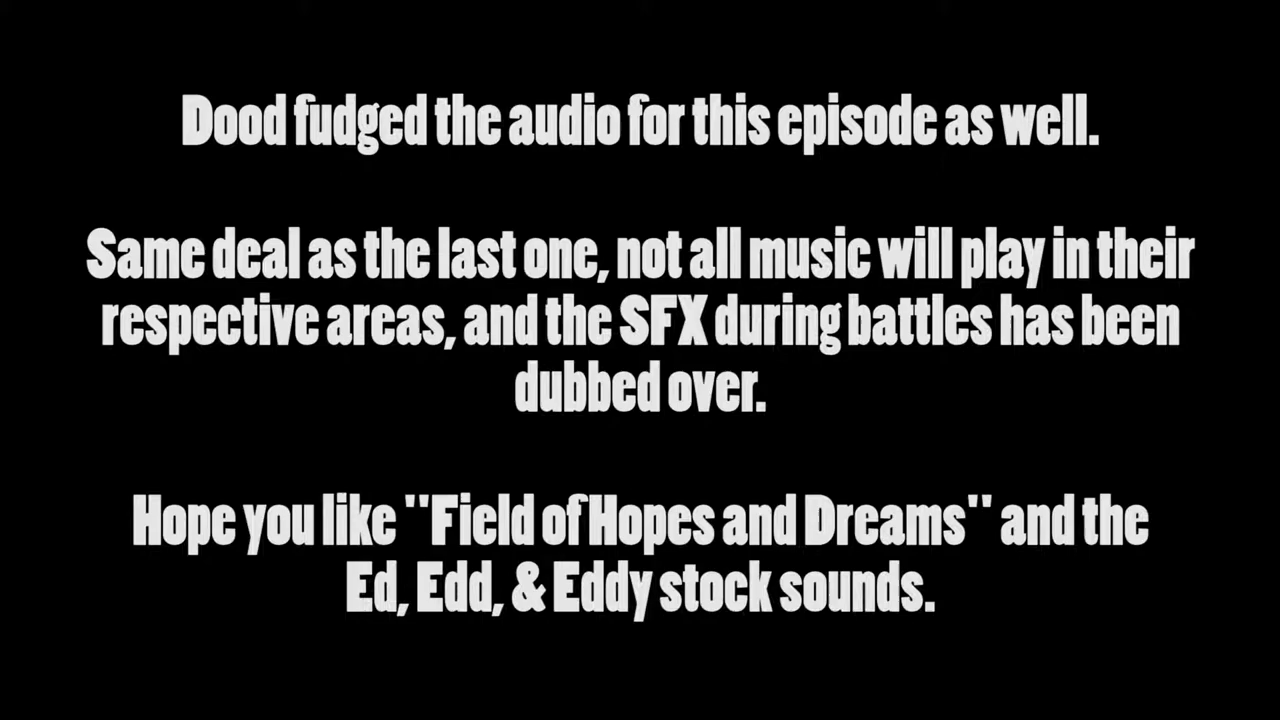 Dood fudged the audio for this episode as well.
Same deal as the last one, not all music will play in their
respective areas, and the SFX during battles has been
dubbed over.
Hope you like "Field of Hopes and Dreams" and the
Ed, Edd, & Eddy stock sounds.